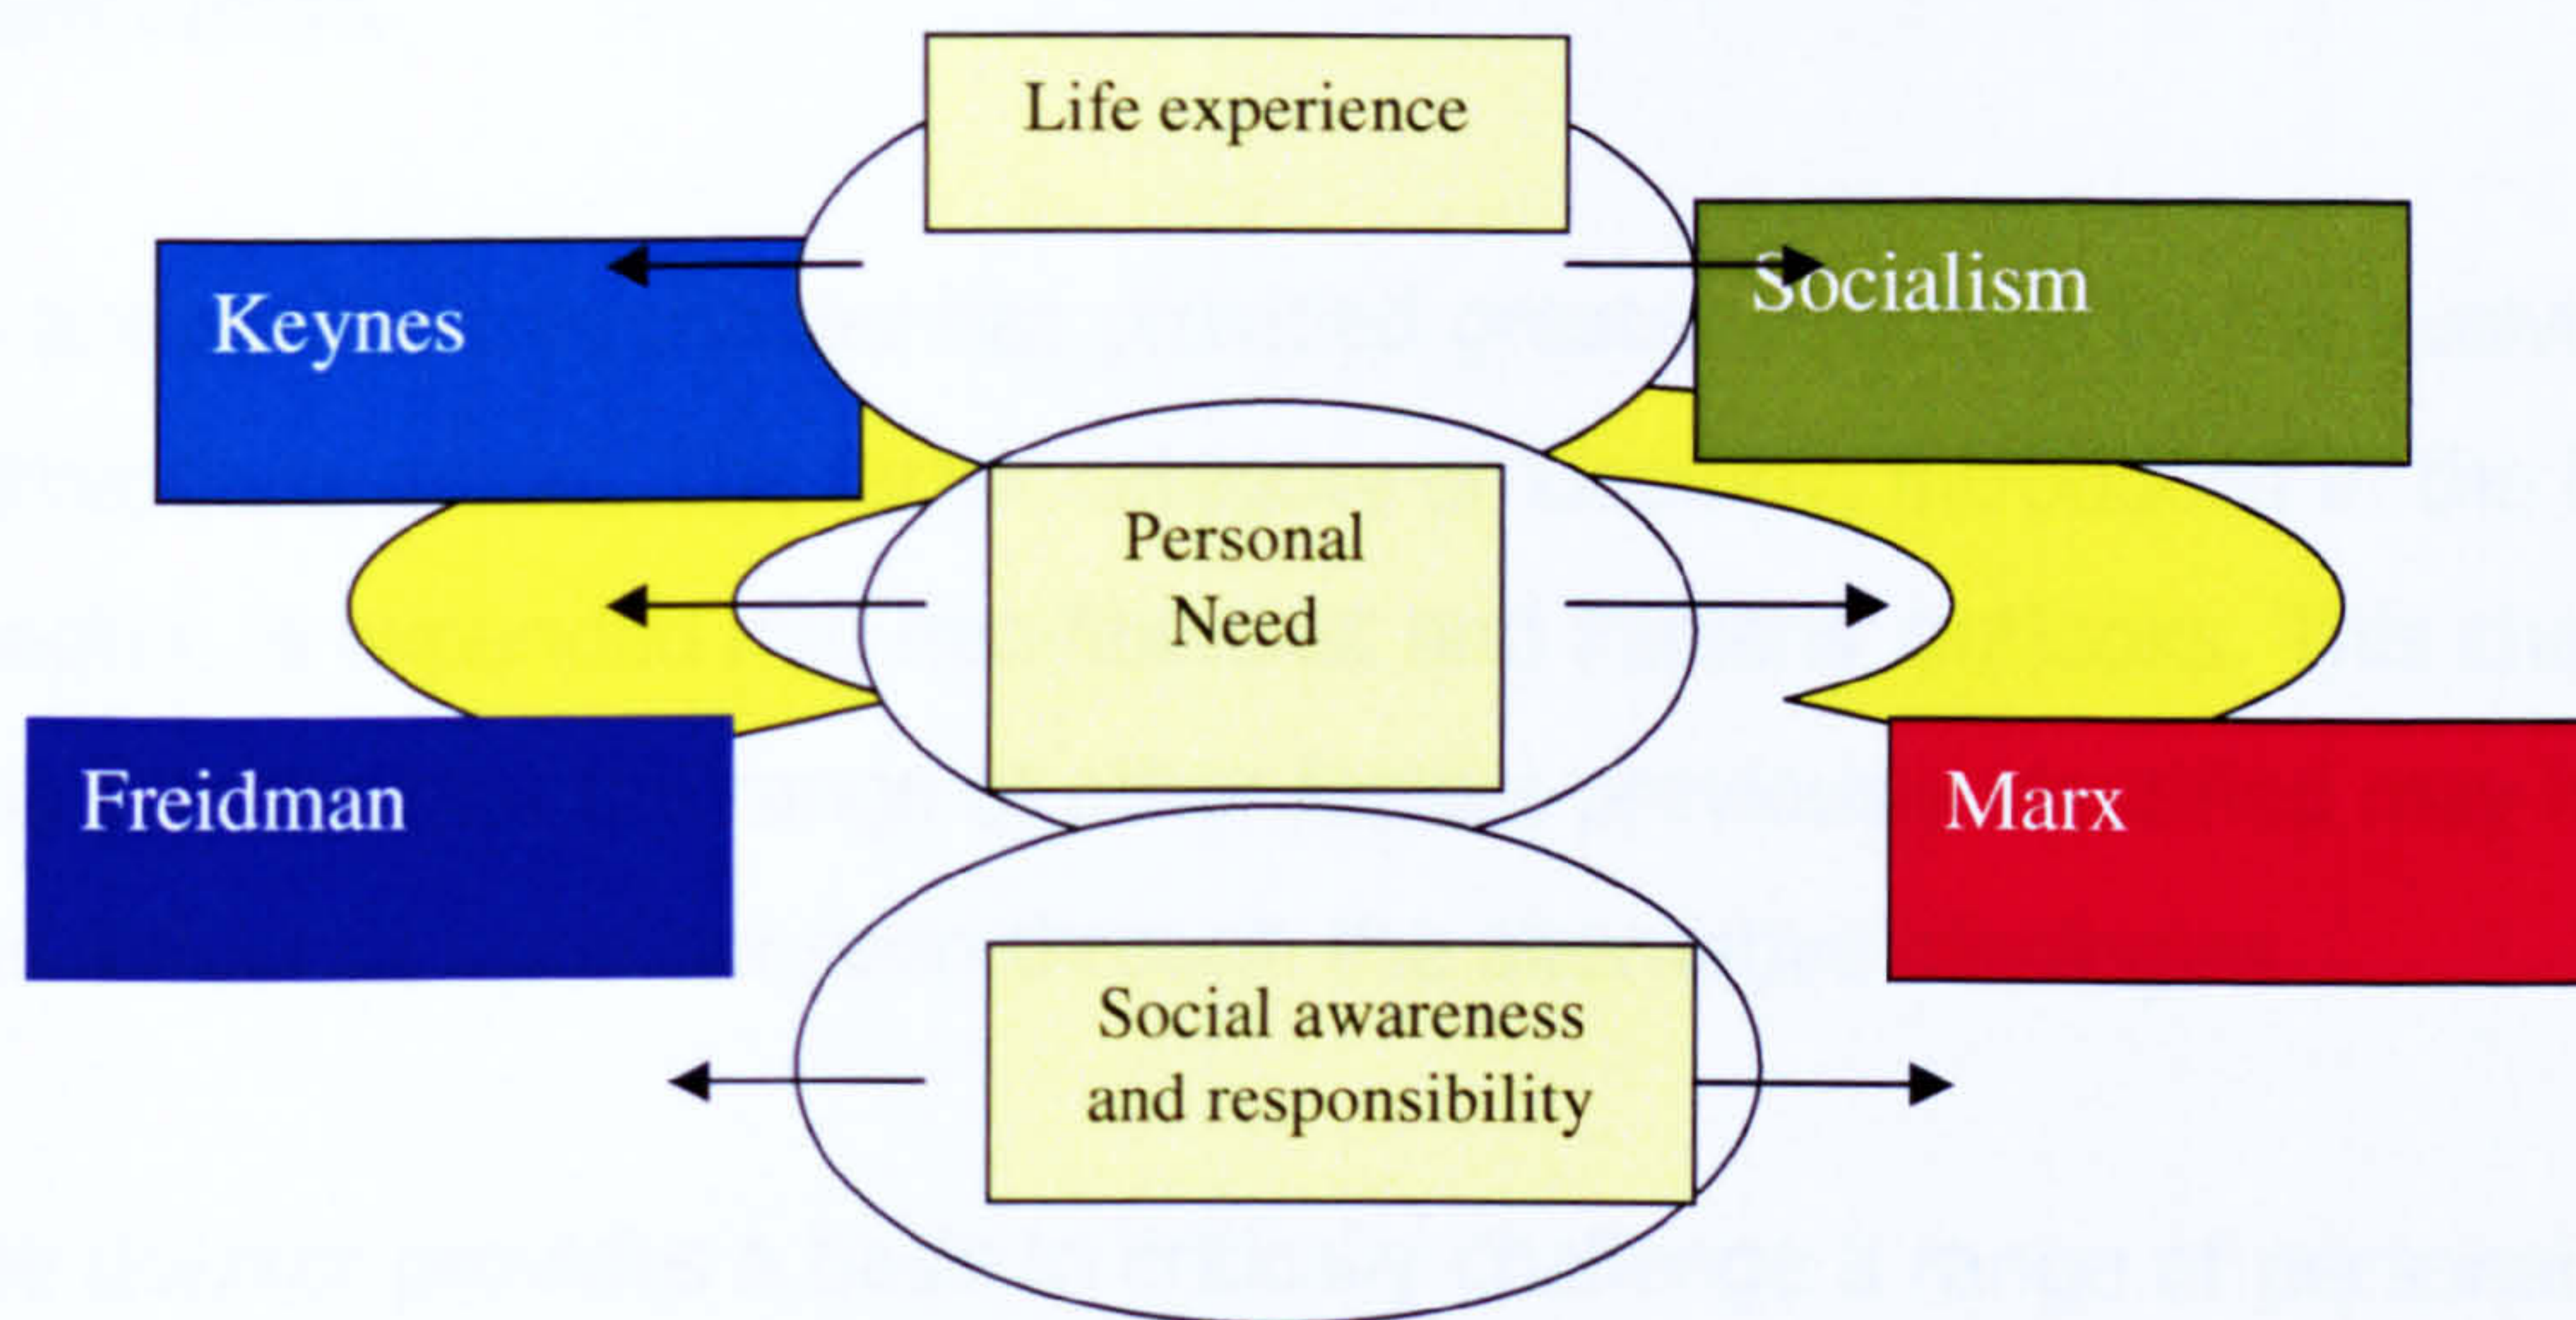 Life experience
Keynes
Socialism
Personal
Need
Freidman
Marx
Social awareness
and responsibility